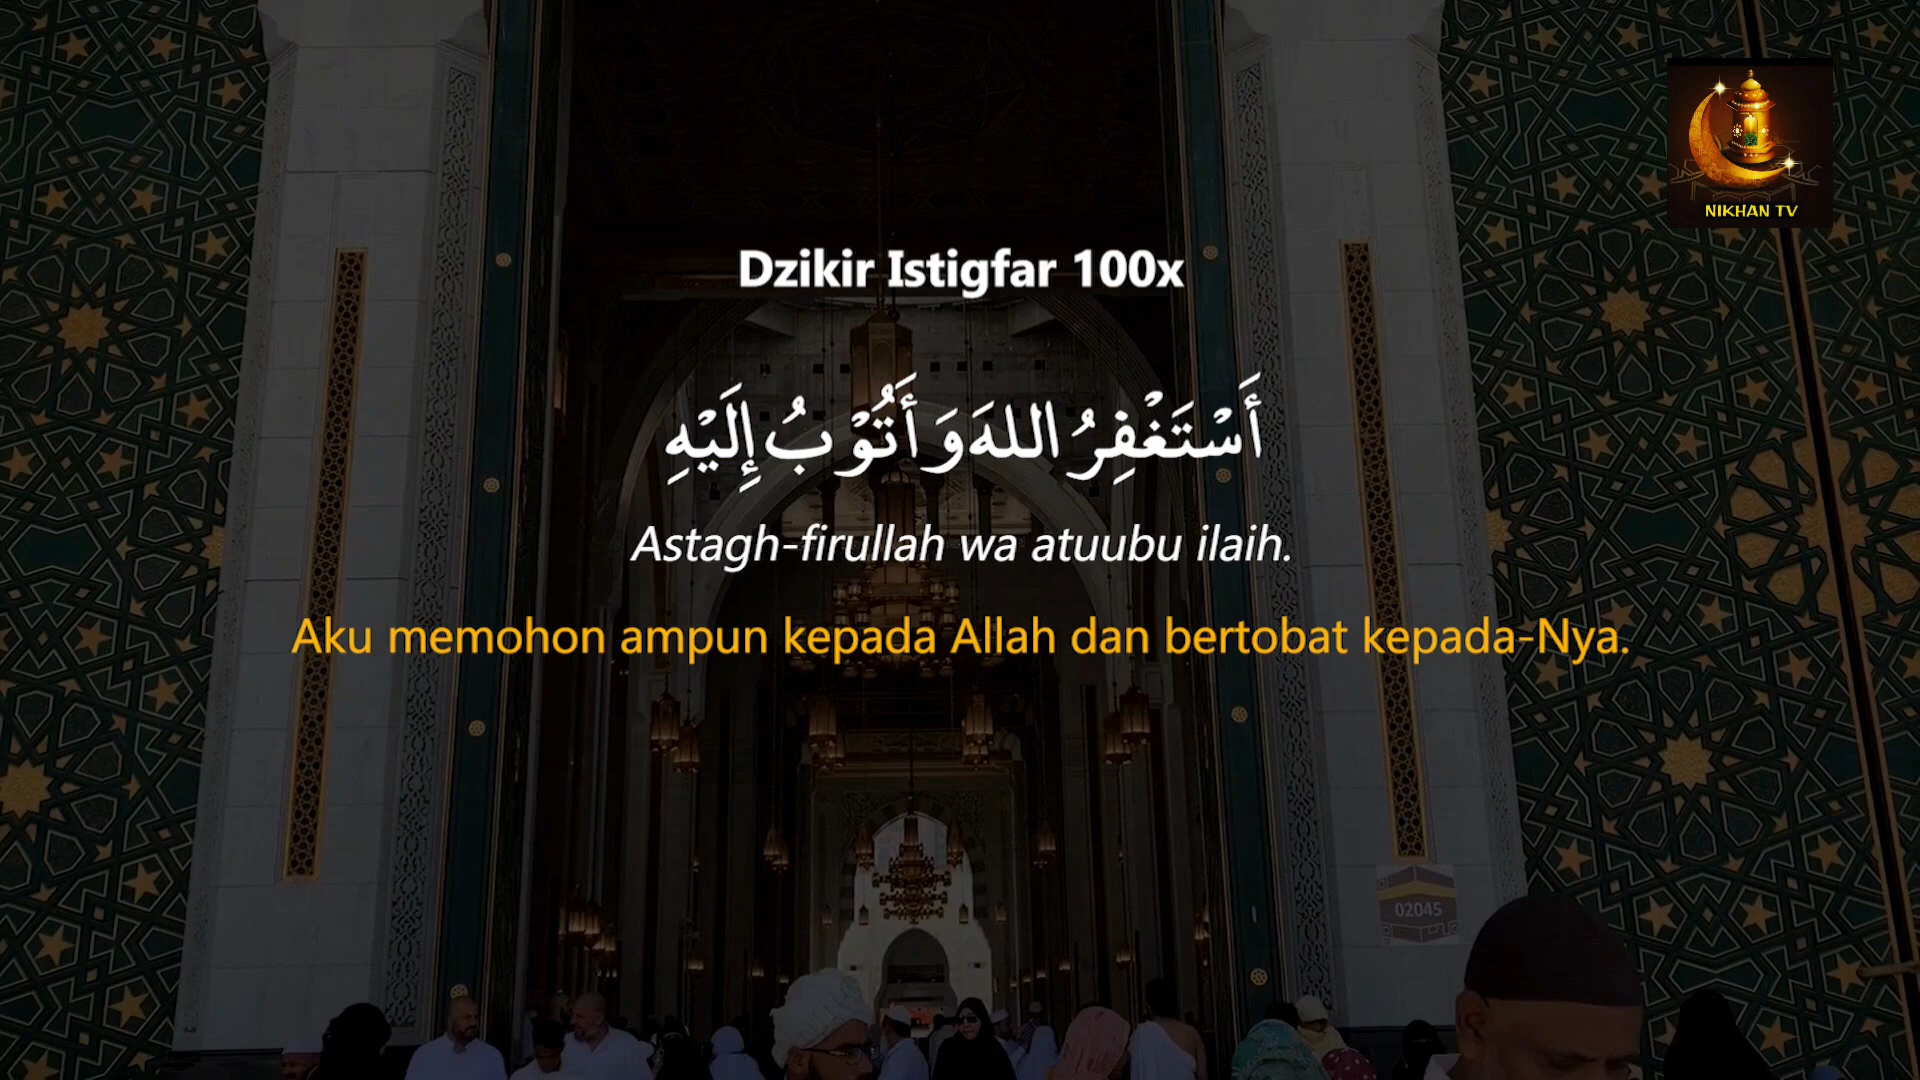 NIKHAN TV
Dzikir Istigfar 100x
أَسْتَغْفِرُ اللهَ وَ أَتُوْبُ إِلَيْهِ
Astagh-firullah wa atuubu ilaih.
Aku memohon ampun kepada Allah dan bertobat kepada-Nya.
02045